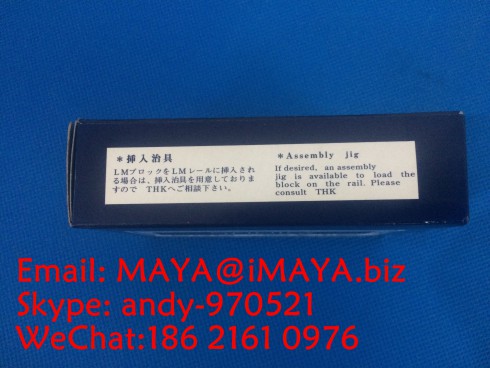 *挿入治具
LMブロックをLMレールに挿入され
る場合は、挿入治具を用意しておりま
すので THKへご相談下さい。
*Assembly jig
If desired, an assembly
jig is available to load the
block on the rail. Please
consult THK
Email: MAYA@iMAYA.biz
Skype: andy-970521
WeChat:186 2161 0976